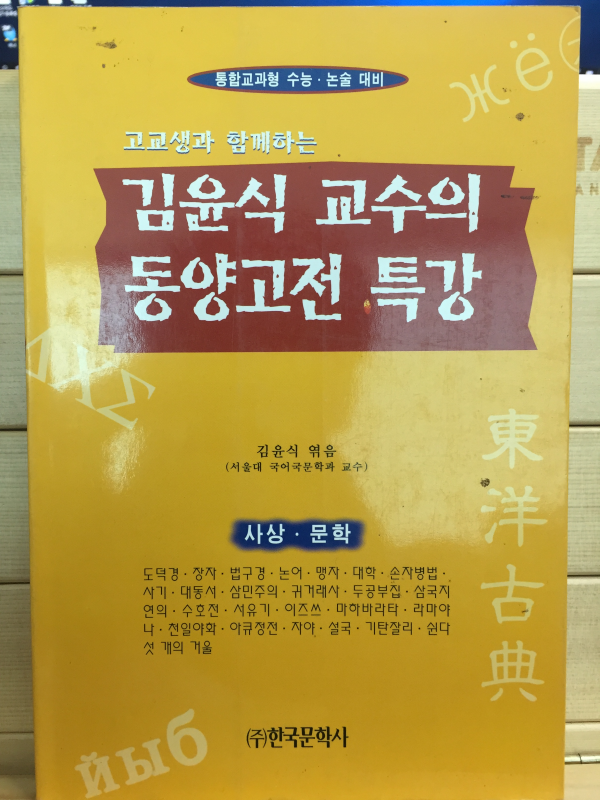 통합교과형 수능·논술 대비
жё
고교생과 함께하는
김윤식 교수의
동양고전 특강
김윤식 엮음
(서울대 국어국문학과 교수)
東洋古典
사상·문학
도덕경·장자·법구경·논어·맹자·대학·손자병법·
사기·대동서·삼민주의·귀거래사·두공부집·삼국지
연의·수호전·서유기·이즈쓰·마하바라타·라마야
나·천일야화·아큐정전·자야·설국·기탄잘리·쉰다
섯 개의 거울
йыб
(주)한국문학사